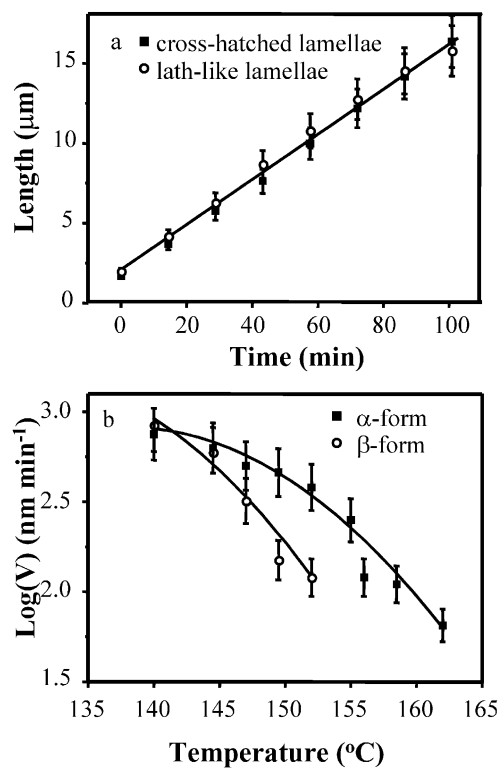 a
cross-hatched lamellae
lath-like lamellae
15
10
5
0
Length (μm)
0 20 40 60 80 100
Time (min)
b
α-form
β-form
3.0
2.5
2.0
1.5
Log(V) (nm min⁻¹)
135 140 145 150 155 160 165
Temperature (°C)